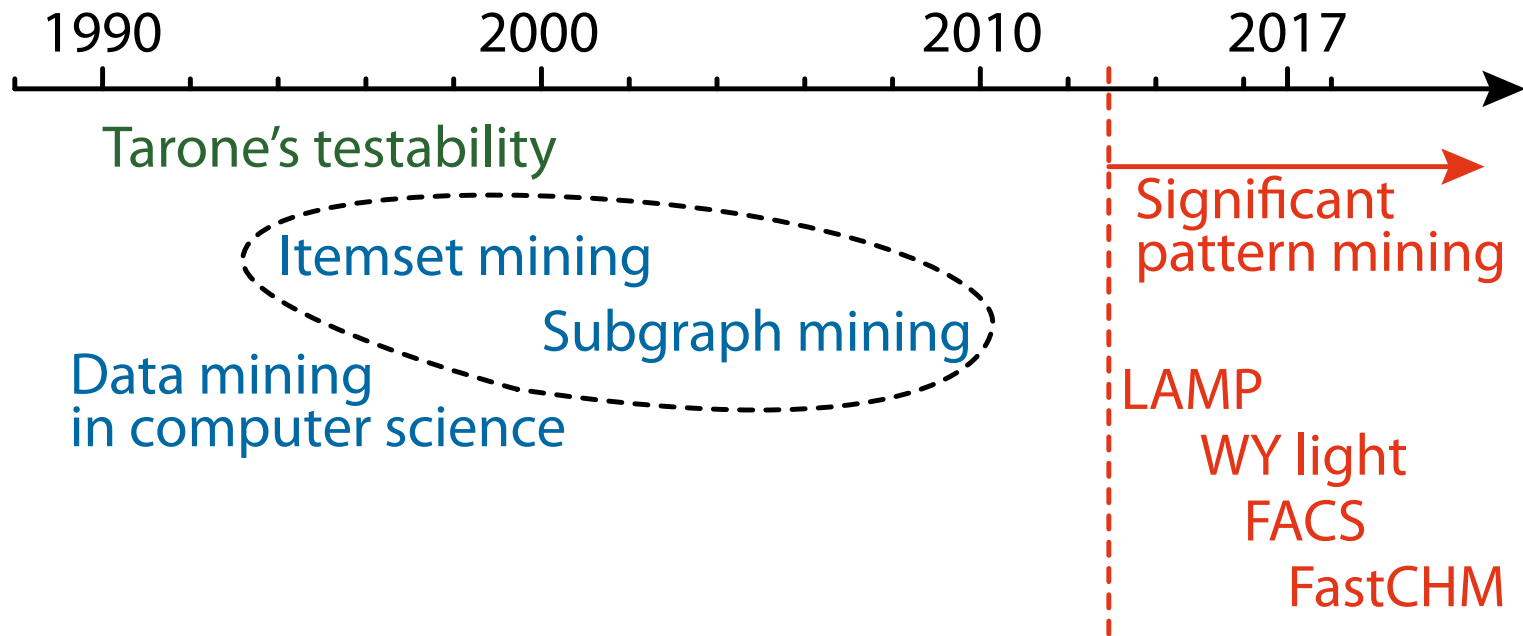 1990 2000 2010 2017
Tarone’s testability
Significant
pattern mining
Itemset mining
Subgraph mining
Data mining
in computer science
LAMP
WY light
FACS
FastCHM